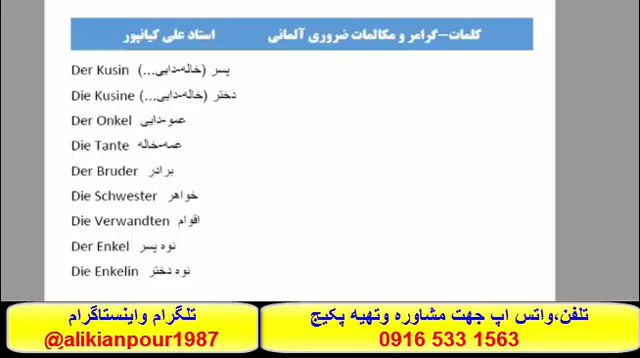 کلمات-گرامر و مکالمات ضروری آلمانی استاد علی کیانپور
Der Kusin پسر (خاله-دایی...)
Die Kusine دختر (خاله-دایی...)
Der Onkel عمو-دایی
Die Tante عمه-خاله
Der Bruder برادر
Die Schwester خواهر
Die Verwandten اقوام
Der Enkel نوه پسر
Die Enkelin نوه دختر
تلفن،واتس اپ جهت مشاوره وتهیه پکیج
0916 533 1563
تلگرام واینستاگرام
@alikianpour1987